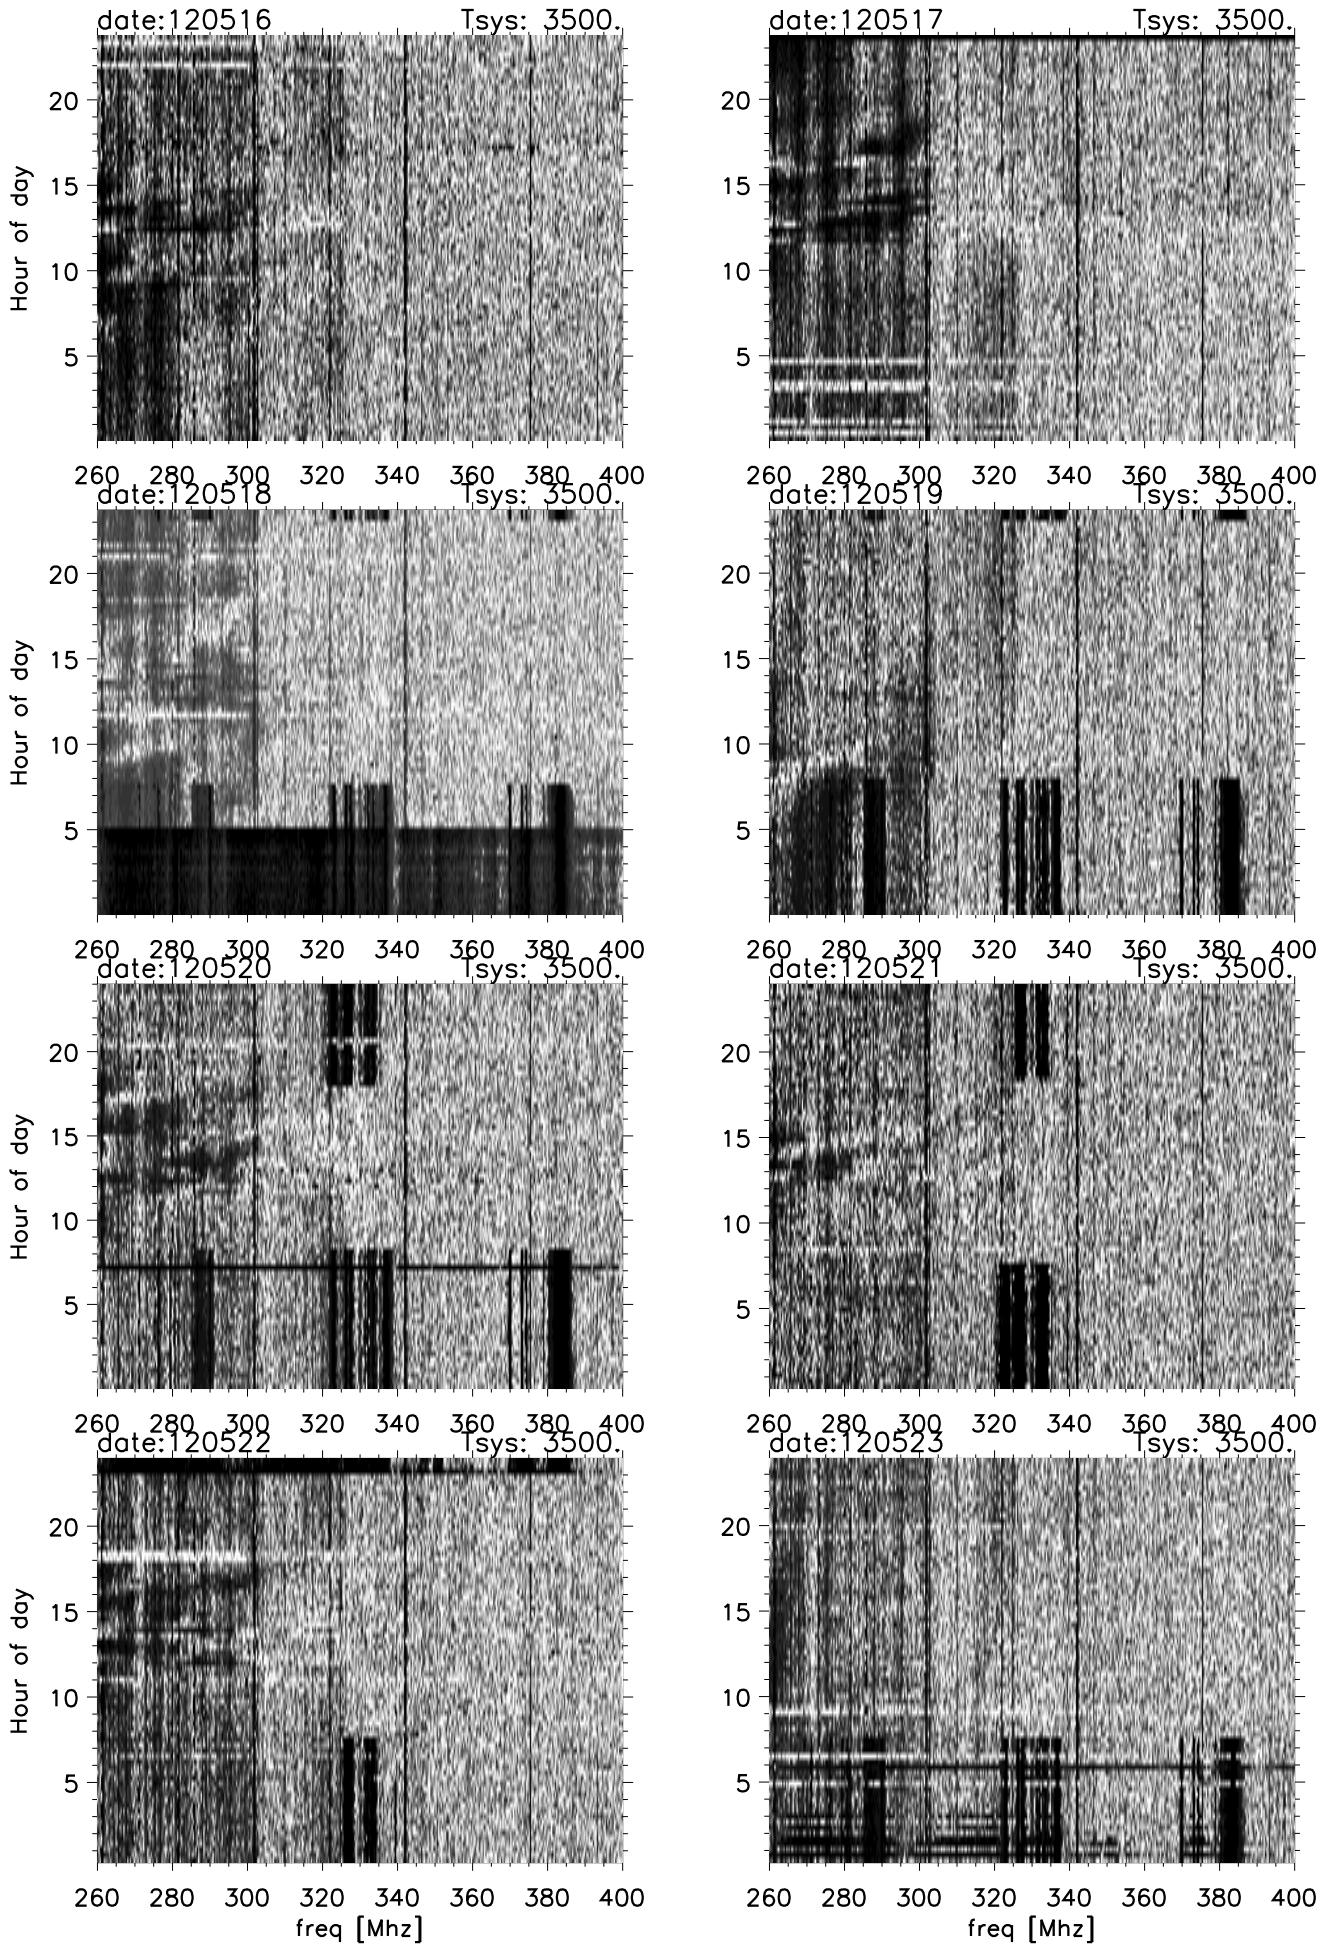 date:120516 Tsys: 3500. date:120517 Tsys: 3500.
Hour of day
20 20
15 15
10 10
5 5
260 280 300 320 340 360 380 400 260 280 300 320 340 360 380 400
date:120518 Tsys: 3500. date:120519 Tsys: 3500.
Hour of day
20 20
15 15
10 10
5 5
260 280 300 320 340 360 380 400 260 280 300 320 340 360 380 400
date:120520 Tsys: 3500. date:120521 Tsys: 3500.
Hour of day
20 20
15 15
10 10
5 5
260 280 300 320 340 360 380 400 260 280 300 320 340 360 380 400
date:120522 Tsys: 3500. date:120523 Tsys: 3500.
Hour of day
20 20
15 15
10 10
5 5
260 280 300 320 340 360 380 400 260 280 300 320 340 360 380 400
freq [Mhz] freq [Mhz]